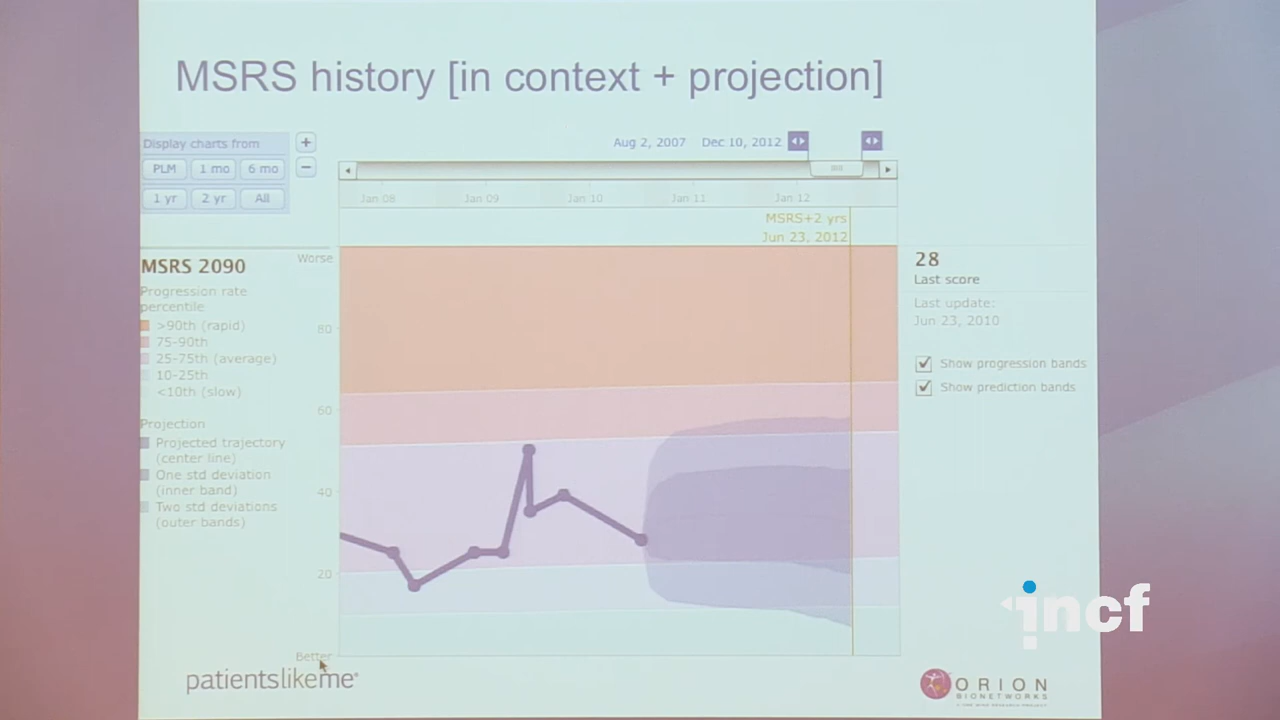 MSRS history [in context + projection]
Display charts from
PLM 1 mo 6 mo
1 yr 2 yr All
+
−
Aug 2, 2007 Dec 10, 2012
Jan 08 Jan 09 Jan 10 Jan 11 Jan 12
MSRS+2 yrs
Jun 23, 2012
MSRS 2090
Progression rate
percentile
>90th (rapid)
75-90th
25-75th (average)
10-25th
<10th (slow)
Projection
Projected trajectory
(center line)
One std deviation
(inner band)
Two std deviations
(outer bands)
Worse
80
60
40
20
Better
28
Last score
Last update:
Jun 23, 2010
Show progression bands
Show prediction bands
patientslikeme®
ORION
BIONETWORKS
incf